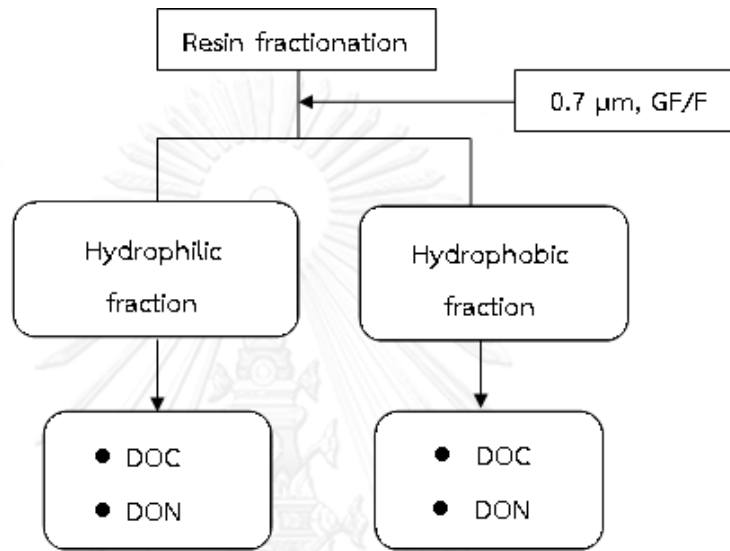 Resin fractionation
0.7 µm, GF/F
Hydrophilic
fraction
Hydrophobic
fraction
● DOC
● DON
● DOC
● DON